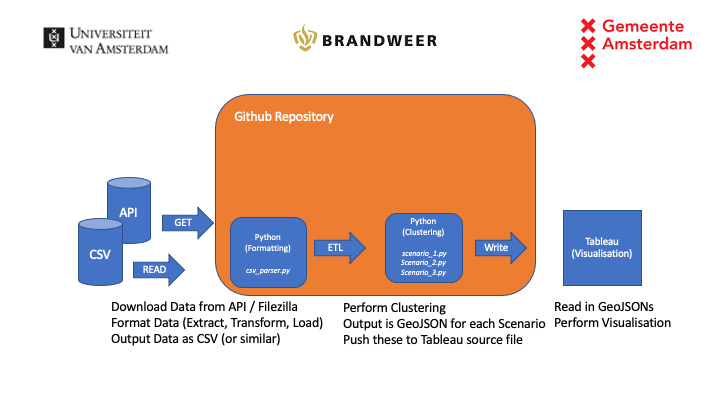 UNIVERSITEIT
VAN AMSTERDAM
BRANDWEER
Gemeente
Amsterdam
Github Repository
API
CSV
GET
READ
Python
(Formatting)
csv_parser.py
ETL
Python
(Clustering)
scenario_1.py
Scenario_2.py
Scenario_3.py
Write
Tableau
(Visualisation)
Download Data from API / Filezilla
Format Data (Extract, Transform, Load)
Output Data as CSV (or similar)
Perform Clustering
Output is GeoJSON for each Scenario
Push these to Tableau source file
Read in GeoJSONs
Perform Visualisation